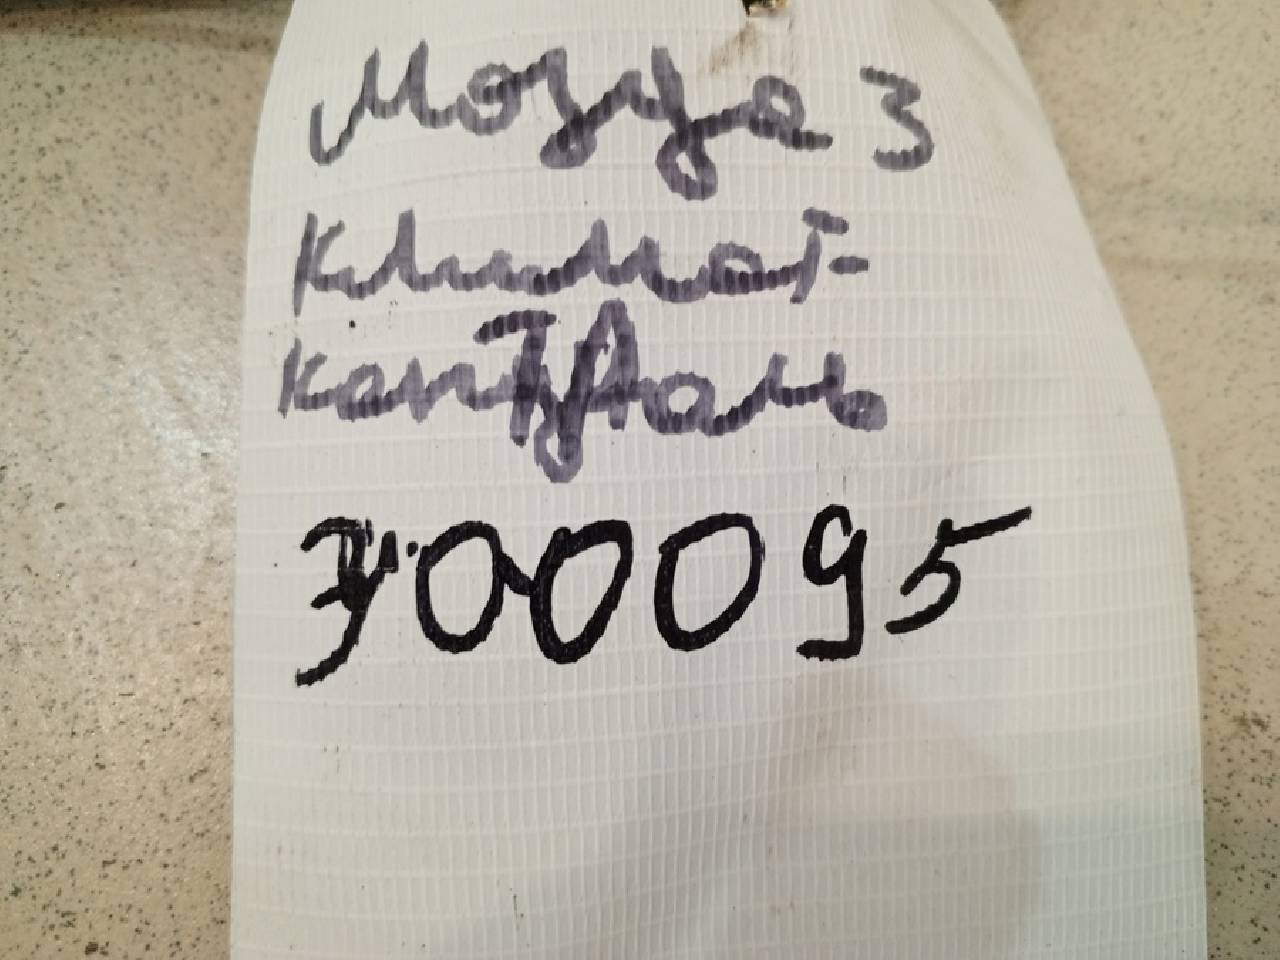 Мазда 3
климат-
контроль
700095